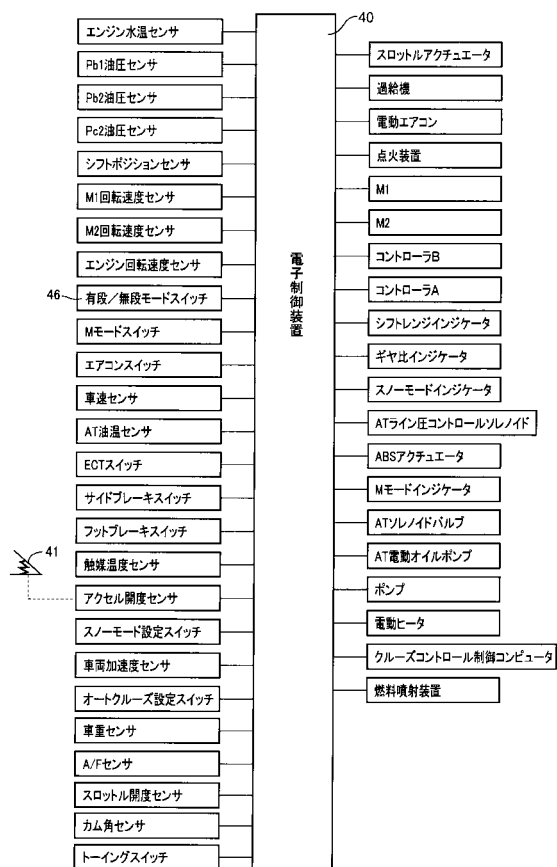 エンジン水温センサ
Pb1油圧センサ
Pb2油圧センサ
Pc2油圧センサ
シフトポジションセンサ
M1回転速度センサ
M2回転速度センサ
エンジン回転速度センサ
46
有段／無段モードスイッチ
Mモードスイッチ
エアコンスイッチ
車速センサ
AT油温センサ
ECTスイッチ
サイドブレーキスイッチ
フットブレーキスイッチ
触媒温度センサ
41
アクセル開度センサ
スノーモード設定スイッチ
車両加速度センサ
オートクルーズ設定スイッチ
車重センサ
A/Fセンサ
スロットル開度センサ
カム角センサ
トーイングスイッチ
電子制御装置
40
スロットルアクチュエータ
過給機
電動エアコン
点火装置
M1
M2
コントローラB
コントローラA
シフトレンジインジケータ
ギヤ比インジケータ
スノーモードインジケータ
ATライン圧コントロールソレノイド
ABSアクチュエータ
Mモードインジケータ
ATソレノイドバルブ
AT電動オイルポンプ
ポンプ
電動ヒータ
クルーズコントロール制御コンピュータ
燃料噴射装置